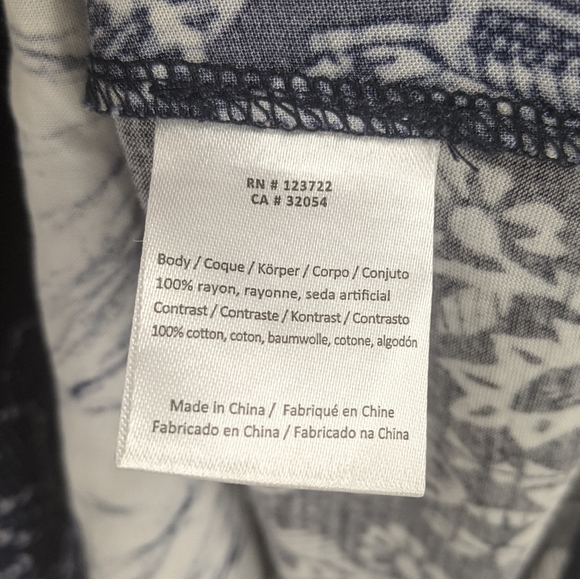 RN # 123722
CA # 32054
Body / Coque / Körper / Corpo / Conjuto
100% rayon, rayonne, seda artificial
Contrast / Contraste / Kontrast / Contrasto
100% cotton, coton, baumwolle, cotone, algodón
Made in China / Fabriqué en Chine
Fabricado en China / Fabricado na China